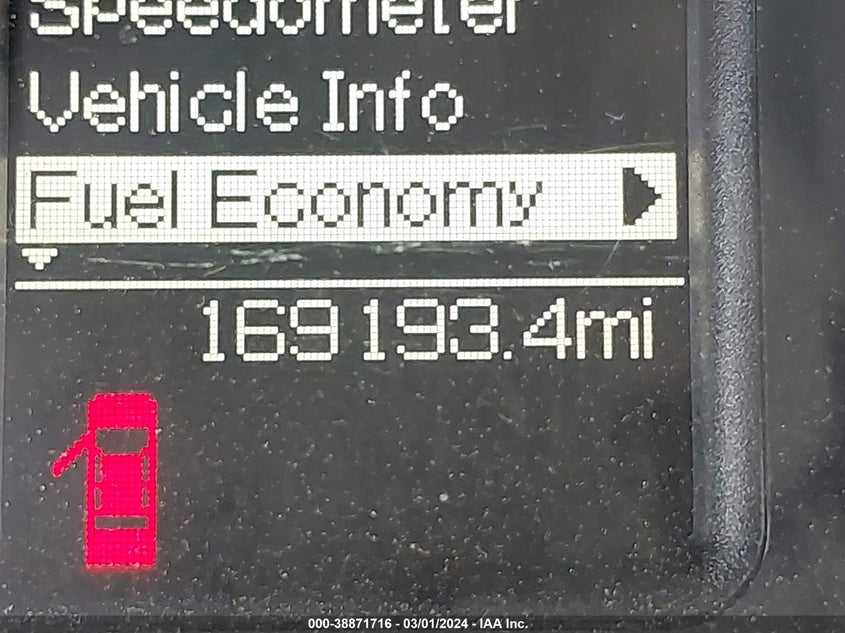 Speedometer
Vehicle Info
Fuel Economy
169193.4mi
000-38871716 - 03/01/2024 - IAA Inc.